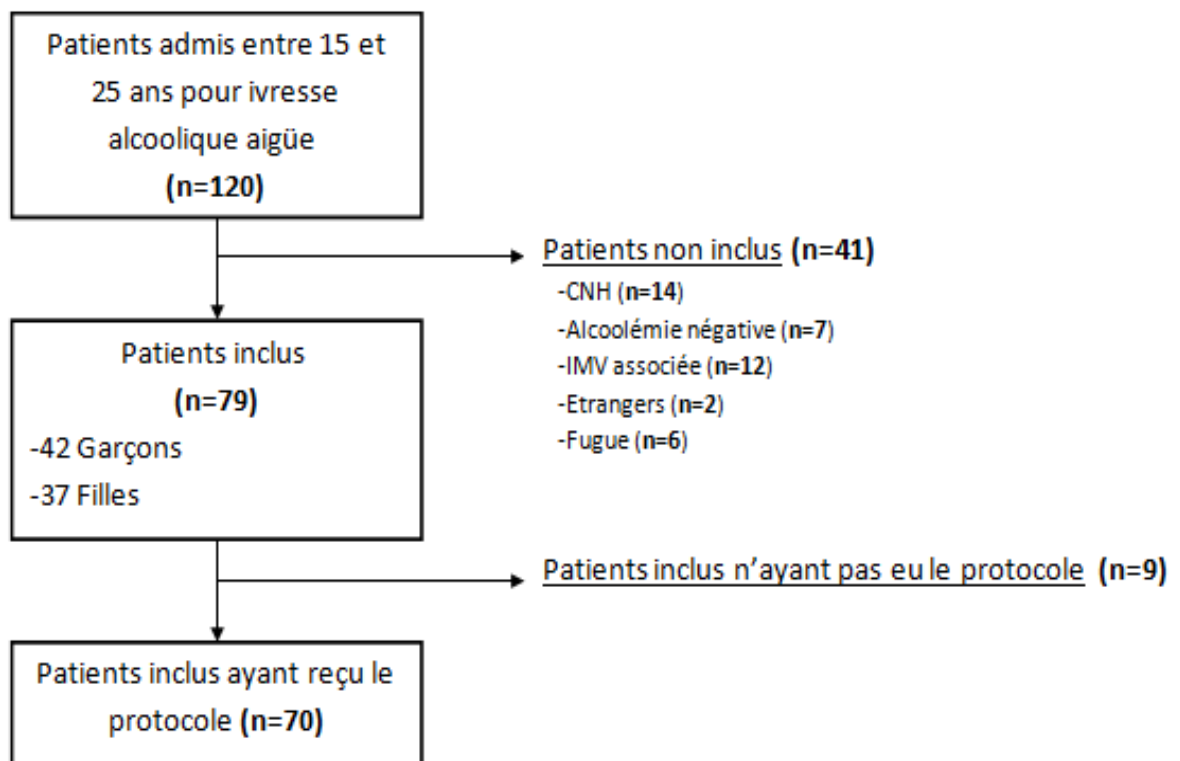 Patients admis entre 15 et
25 ans pour ivresse
alcoolique aigüe
(n=120)
Patients non inclus (n=41)
-CNH (n=14)
-Alcoolémie négative (n=7)
-IMV associée (n=12)
-Etrangers (n=2)
-Fugue (n=6)
Patients inclus
(n=79)
-42 Garçons
-37 Filles
Patients inclus n'ayant pas eu le protocole (n=9)
Patients inclus ayant reçu le
protocole (n=70)